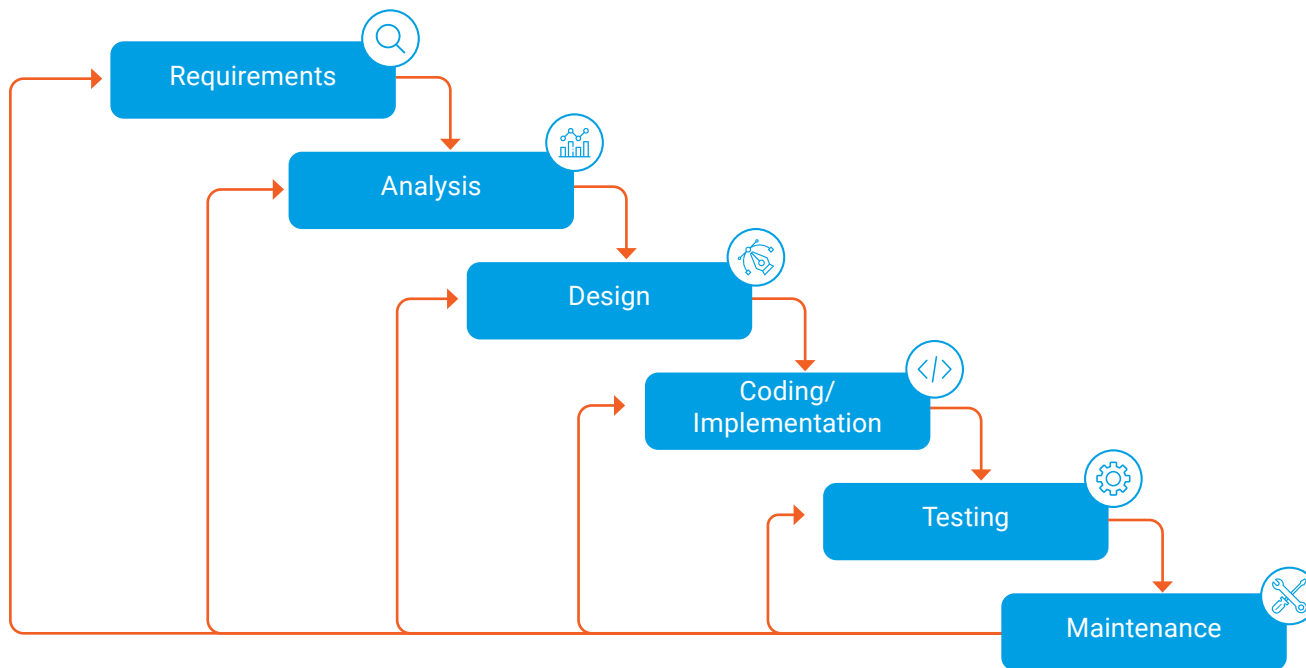 Requirements
Analysis
Design
Coding/
Implementation
Testing
Maintenance